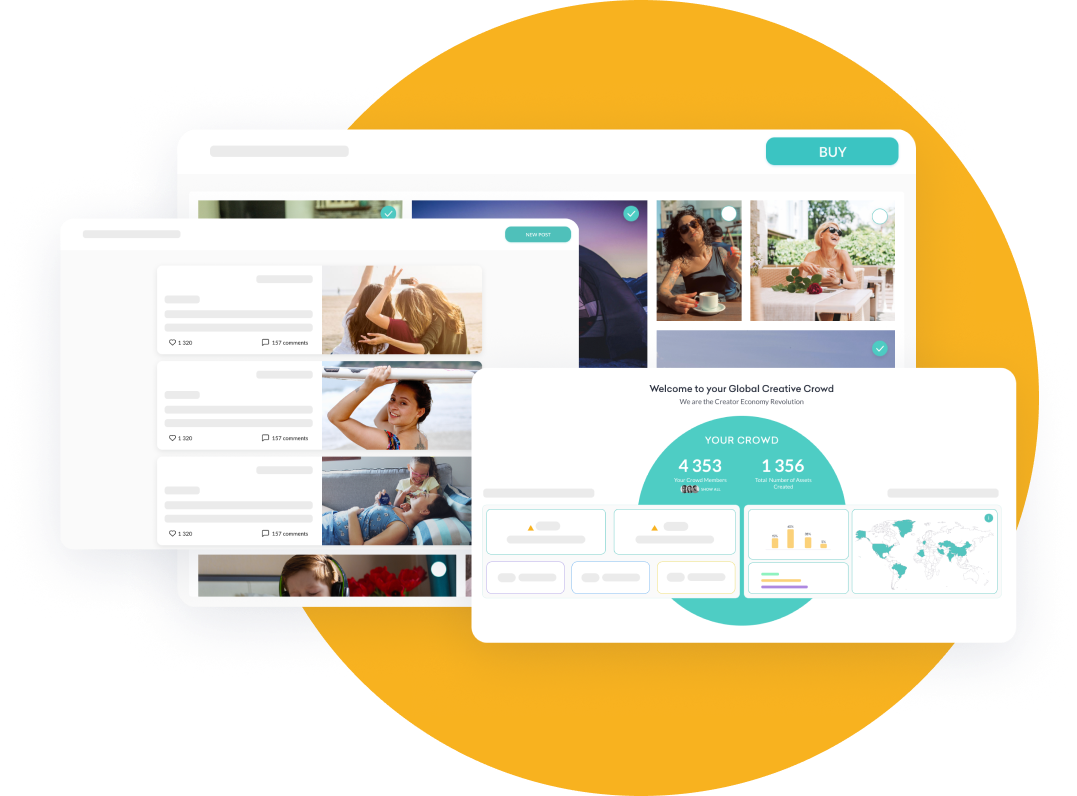 BUY
NEW POST
1 320
157 comments
1 320
157 comments
1 320
157 comments
Welcome to your Global Creative Crowd
We are the Creator Economy Revolution
YOUR CROWD
4 353
1 356
Your Crowd Members
Total Number of Assets
Created
SHOW ALL